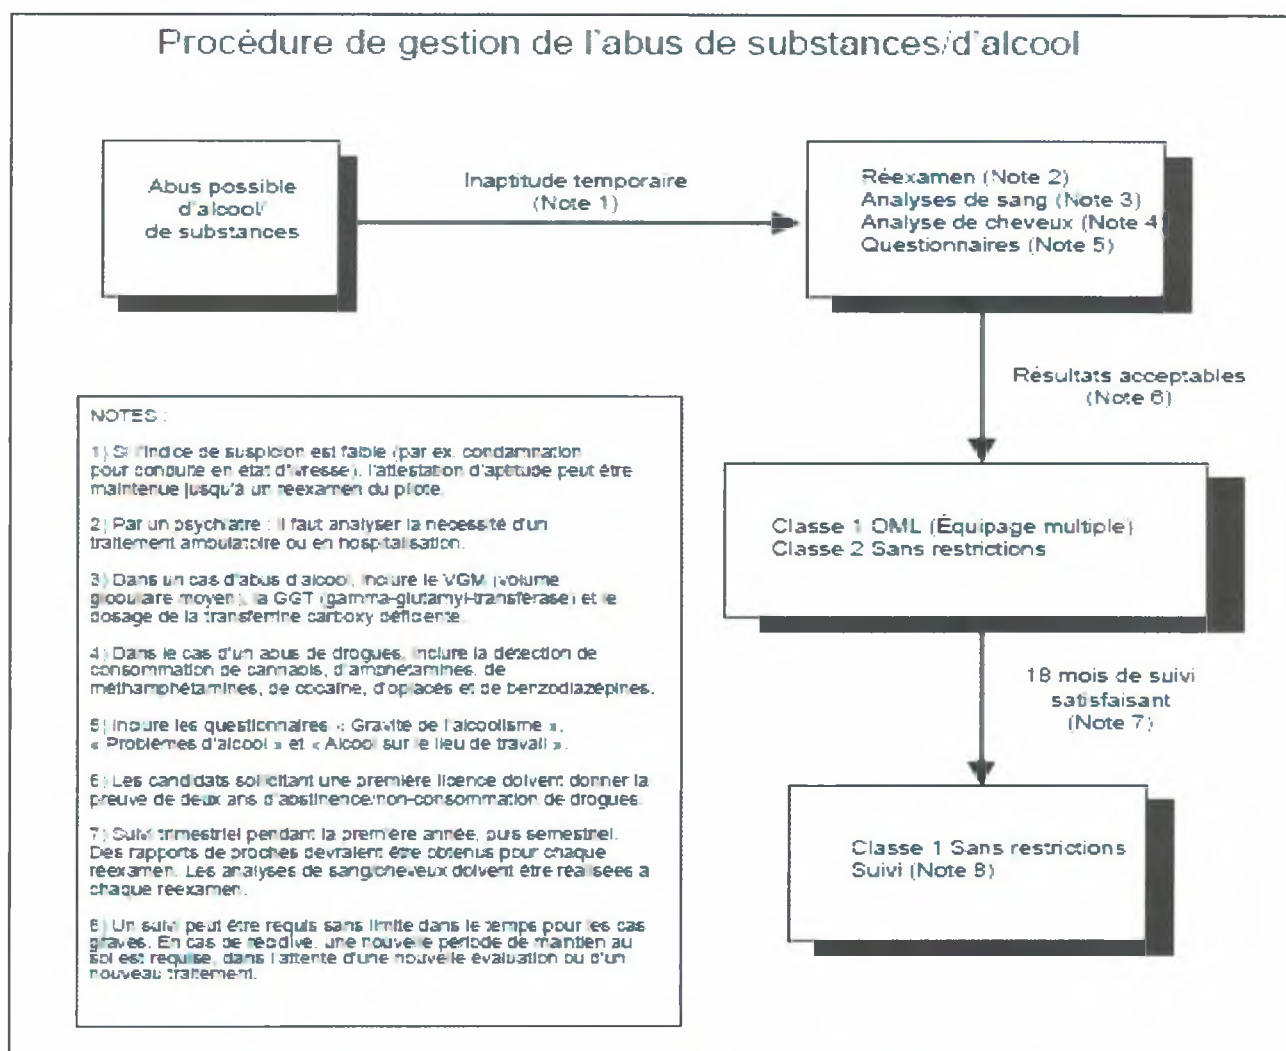 Procédure de gestion de l'abus de substances/d'alcool
Abus possible
d'alcool/
de substances
Inaptitude temporaire
(Note 1)
Réexamen (Note 2)
Analyses de sang (Note 3)
Analyse de cheveux (Note 4)
Questionnaires (Note 5)
Résultats acceptables
(Note 6)
Classe 1 OML (Équipage multiple)
Classe 2 Sans restrictions
18 mois de suivi
satisfaisant
(Note 7)
Classe 1 Sans restrictions
Suivi (Note 8)
NOTES :
1) Si l'indice de suspicion est faible (par ex. condamnation
pour conduite en état d'ivresse), l'attestation d'aptitude peut être
maintenue jusqu'à un réexamen du pilote.
2) Par un psychiatre : il faut analyser la nécessité d'un
traitement ambulatoire ou en hospitalisation.
3) Dans un cas d'abus d'alcool, inclure le VGM (volume
globulaire moyen), la GGT (gamma-glutamyl-transférase) et le
dosage de la transferrine carboxy déficiente.
4) Dans le cas d'un abus de drogues, inclure la détection de
consommation de cannabis, d'amphétamines, de
méthamphétamines, de cocaïne, d'opiacés et de benzodiazépines.
5) Inclure les questionnaires « Gravité de l'alcoolisme »,
« Problèmes d'alcool » et « Alcool sur le lieu de travail ».
6) Les candidats sollicitant une première licence doivent donner la
preuve de deux ans d'abstinence/non-consommation de drogues.
7) Suivi trimestriel pendant la première année, puis semestriel.
Des rapports de proches devraient être obtenus pour chaque
réexamen. Les analyses de sang/cheveux doivent être réalisées à
chaque réexamen.
8) Un suivi peut être requis sans limite dans le temps pour les cas
graves. En cas de récidive, une nouvelle période de maintien au
sol est requise, dans l'attente d'une nouvelle évaluation ou d'un
nouveau traitement.